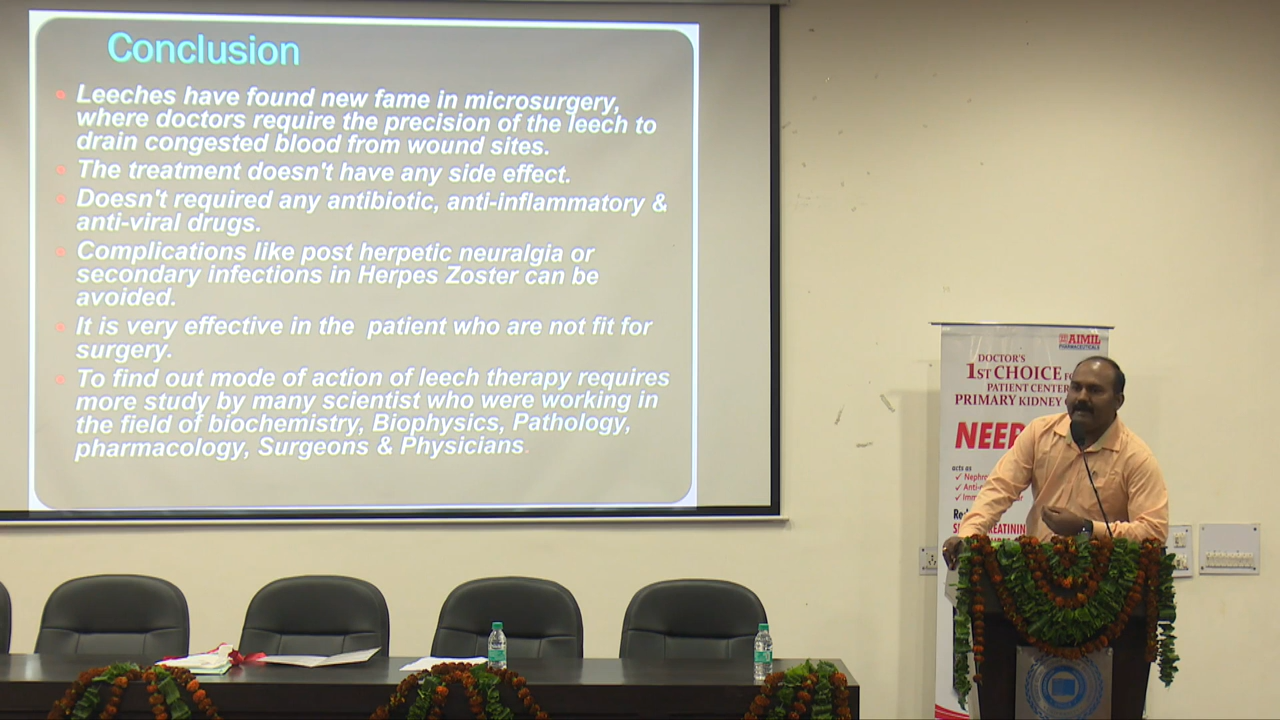 Conclusion
Leeches have found new fame in microsurgery,
where doctors require the precision of the leech to
drain congested blood from wound sites.
The treatment doesn't have any side effect.
Doesn't required any antibiotic, anti-inflammatory &
anti-viral drugs.
Complications like post herpetic neuralgia or
secondary infections in Herpes Zoster can be
avoided.
It is very effective in the patient who are not fit for
surgery.
To find out mode of action of leech therapy requires
more study by many scientist who were working in
the field of biochemistry, Biophysics, Pathology,
pharmacology, Surgeons & Physicians.
AIMIL
PHARMACEUTICALS
DOCTOR'S
1ST CHOICE
PATIENT
PRIMARY KIDNEY
acts as